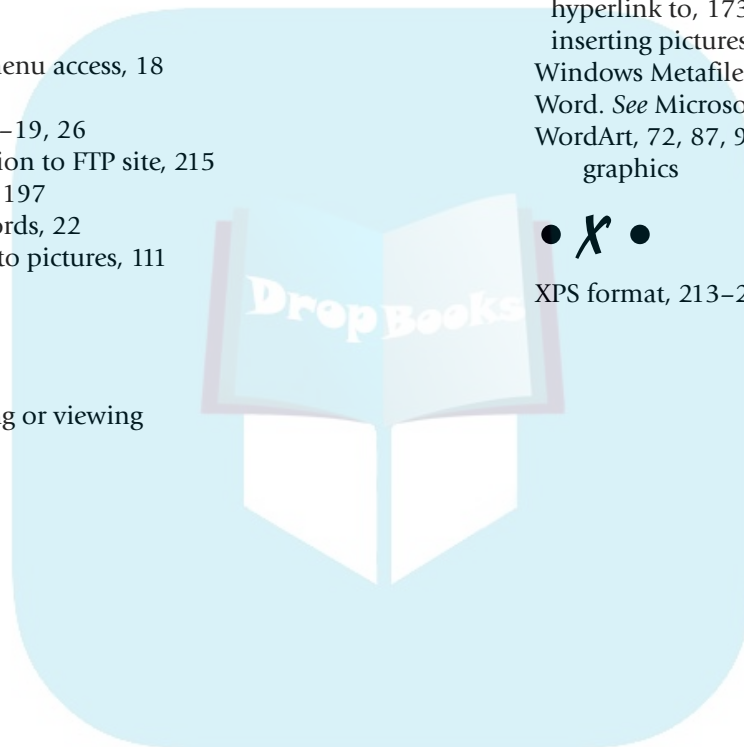 enu access, 18
–19, 26
ion to FTP site, 215
197
rds, 22
to pictures, 111
g or viewing
hyperlink to, 173
inserting pictures
Windows Metafile
Word. See Microso
WordArt, 72, 87, 9
graphics
• X •
XPS format, 213–2
DropBooks